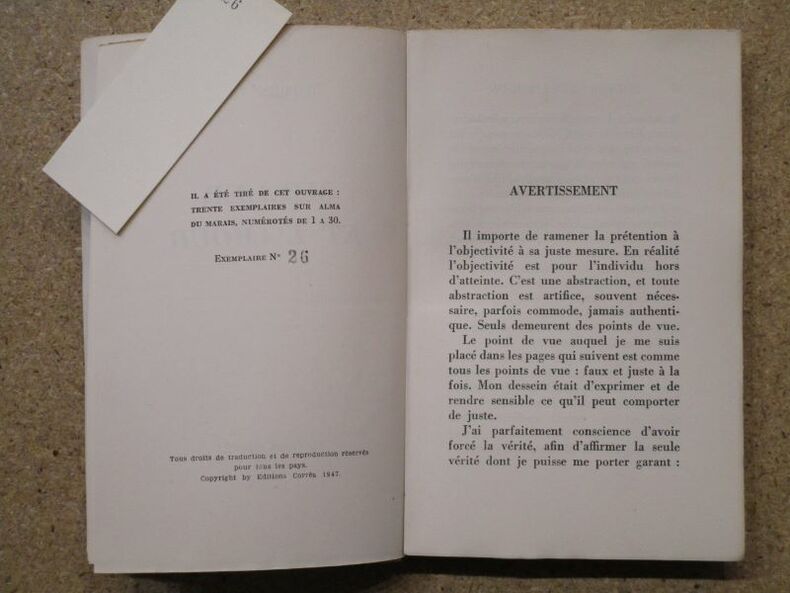 IL A ÉTÉ TIRÉ DE CET OUVRAGE :
TRENTE EXEMPLAIRES SUR ALMA
DU MARAIS, NUMÉROTÉS DE 1 A 30.
EXEMPLAIRE N° 26
Tous droits de traduction et de reproduction réservés
pour tous les pays.
Copyright by Editions Corrêa 1947.
AVERTISSEMENT
Il importe de ramener la prétention à
l'objectivité à sa juste mesure. En réalité
l'objectivité est pour l'individu hors
d'atteinte. C'est une abstraction, et toute
abstraction est artifice, souvent néces-
saire, parfois commode, jamais authenti-
que. Seuls demeurent des points de vue.
Le point de vue auquel je me suis
placé dans les pages qui suivent est comme
tous les points de vue : faux et juste à la
fois. Mon dessein était d'exprimer et de
rendre sensible ce qu'il peut comporter
de juste.
J'ai parfaitement conscience d'avoir
forcé la vérité, afin d'affirmer la seule
vérité dont je puisse me porter garant :